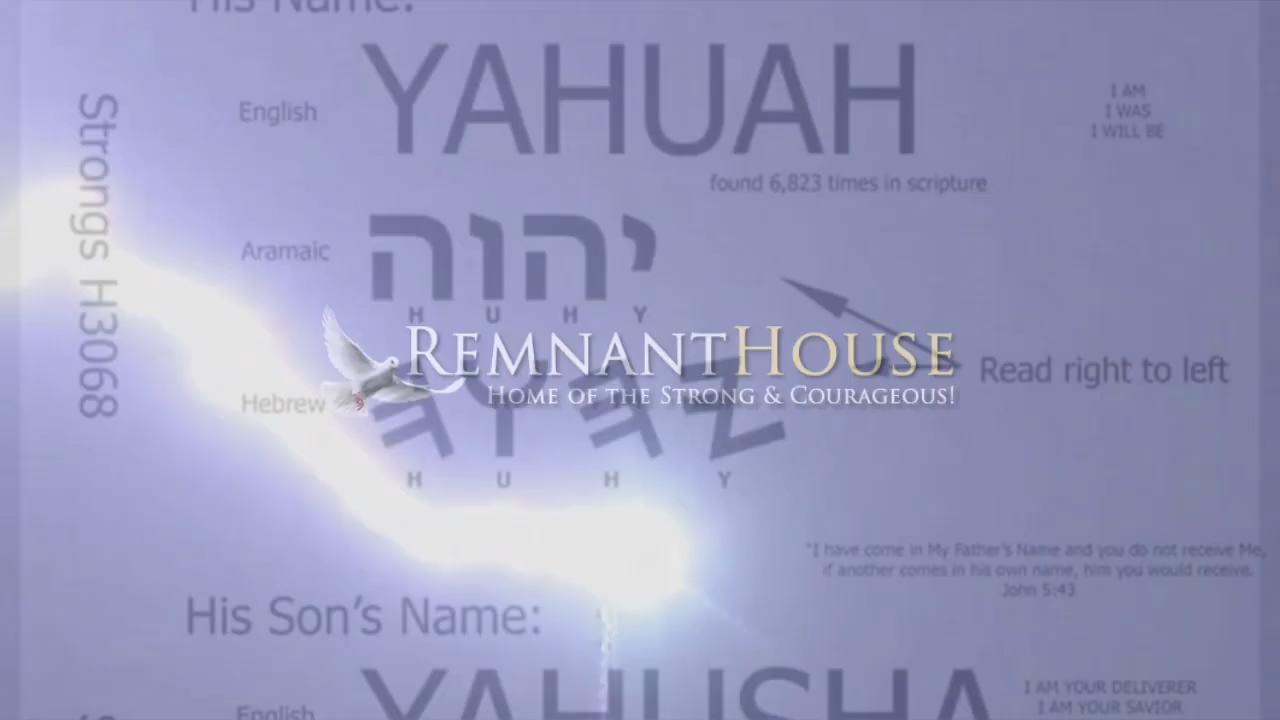 His Name:
YAHUAH
English
I AM
I WAS
I WILL BE
found 6,823 times in scripture
Strongs H3068
Aramaic
יהוה
H U H Y
REMNANTHOUSE
HOME OF THE STRONG & COURAGEOUS!
Read right to left
Hebrew
𐤉𐤄𐤅𐤄
H U H Y
"I have come in My Father's Name and you do not receive Me,
if another comes in his own name, him you would receive.
John 5:43
His Son's Name:
YAHUSHA
English
I AM YOUR DELIVERER
I AM YOUR SAVIOR